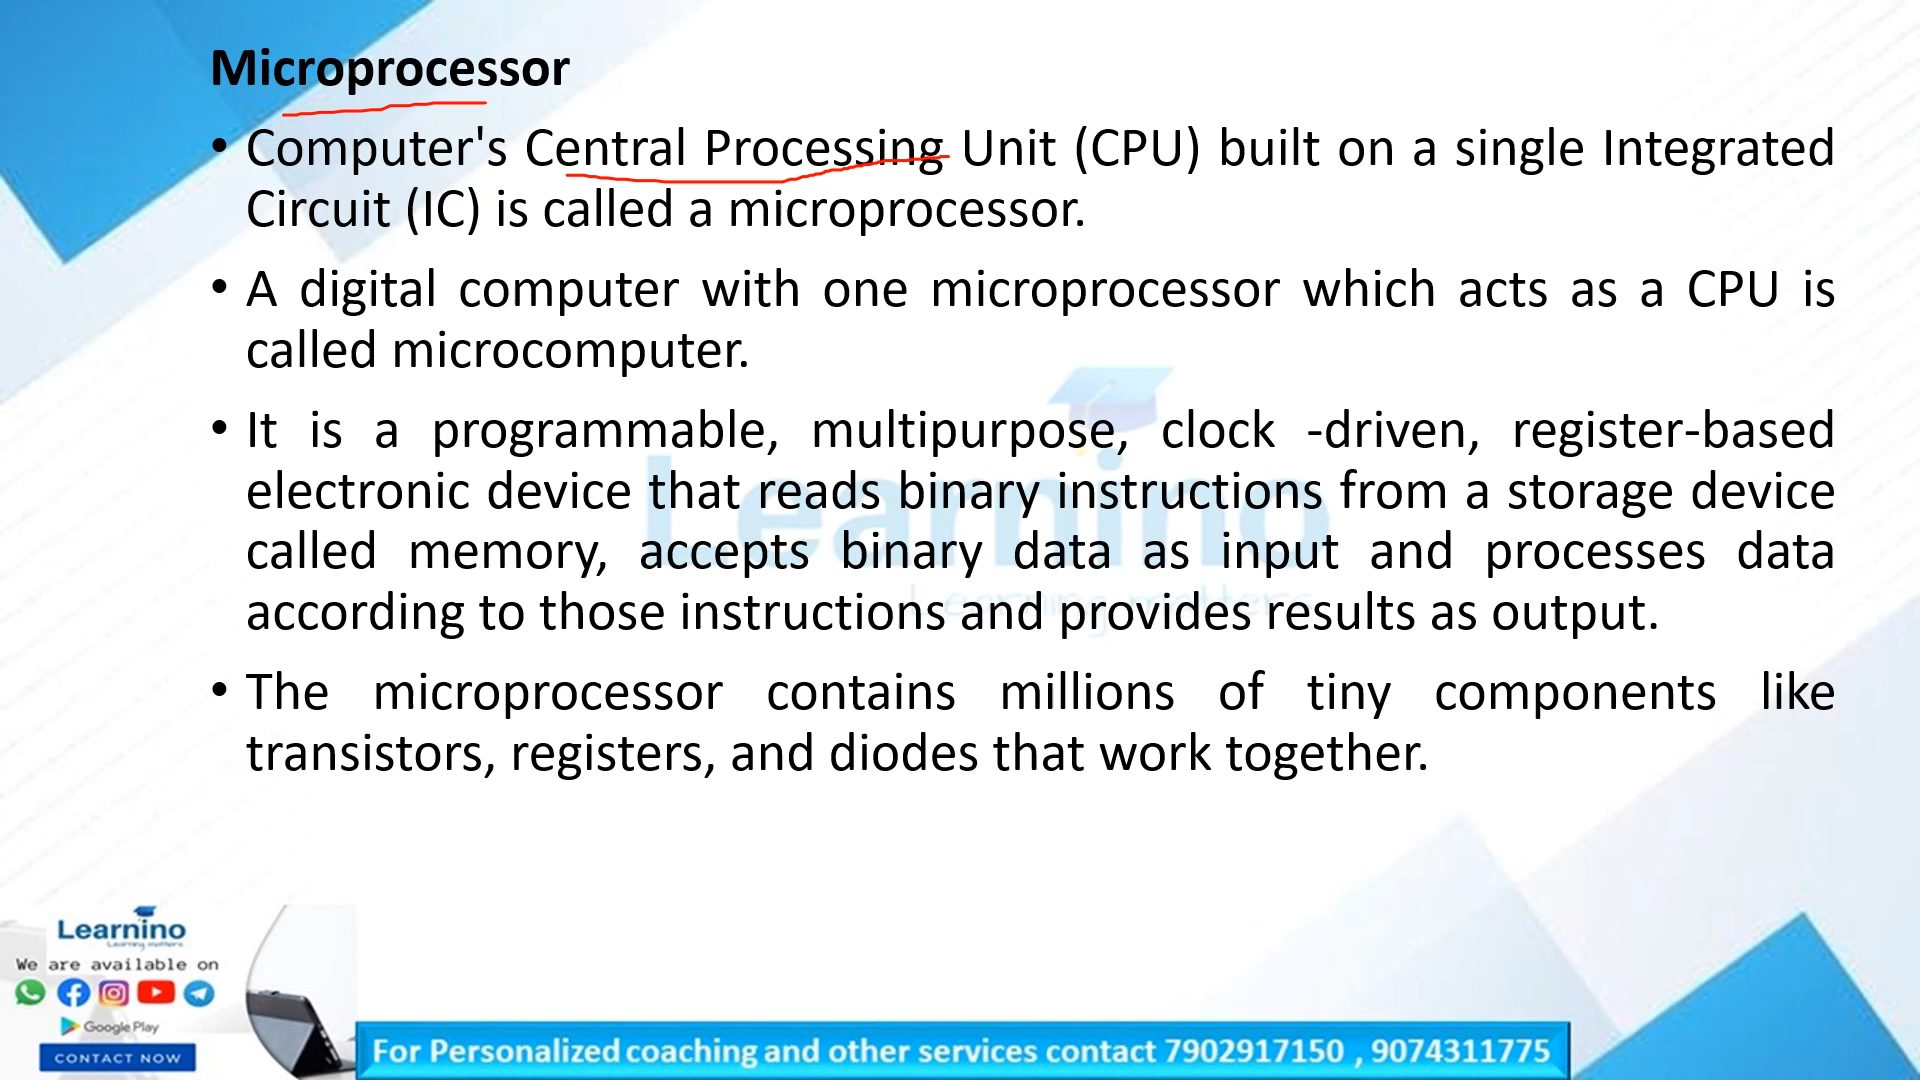 Microprocessor
• Computer's Central Processing Unit (CPU) built on a single Integrated
Circuit (IC) is called a microprocessor.
• A digital computer with one microprocessor which acts as a CPU is
called microcomputer.
• It is a programmable, multipurpose, clock -driven, register-based
electronic device that reads binary instructions from a storage device
called memory, accepts binary data as input and processes data
according to those instructions and provides results as output.
• The microprocessor contains millions of tiny components like
transistors, registers, and diodes that work together.
Learnino
Learning matters
Learnino
Learning matters
We are available on
Google Play
CONTACT NOW
For Personalized coaching and other services contact 7902917150 , 9074311775